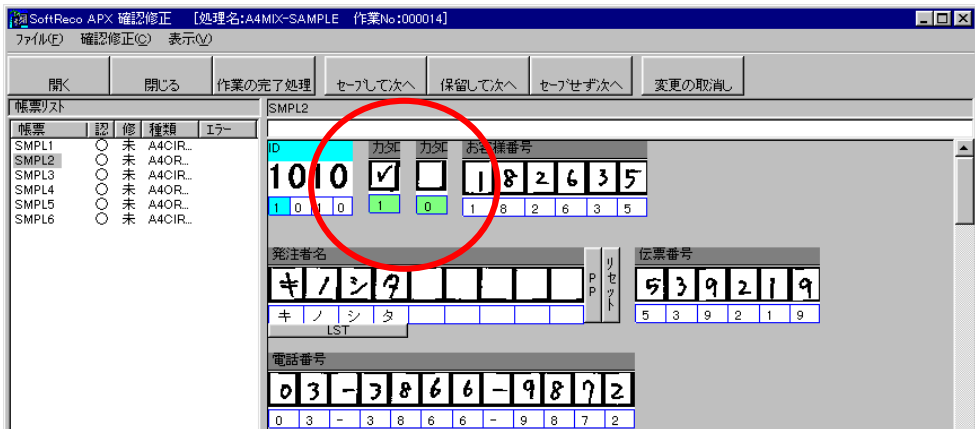 SoftReco APX 確認修正 [処理名:A4MIX-SAMPLE 作業No:000014]
ファイル(F) 確認修正(C) 表示(V)
開く 閉じる 作業の完了処理 セーブして次へ 保留して次へ セーブせず次へ 変更の取消し
帳票リスト
帳票 認 修 種類 エラー
SMPL1 ○ 未 A4CIR...
SMPL2 ○ 未 A4OR...
SMPL3 ○ 未 A4CIR...
SMPL4 ○ 未 A4OR...
SMPL5 ○ 未 A4OR...
SMPL6 ○ 未 A4CIR...
SMPL2
ID カタロ カタロ お客様番号
1010 ✓ 182635
1 0 1 0 1 0 1 8 2 6 3 5
発注者名 伝票番号
キノシタ PP リセット 539219
キ ノ シ タ 5 3 9 2 1 9
LST
電話番号
03-3866-9872
0 3 - 3 8 6 6 - 9 8 7 2